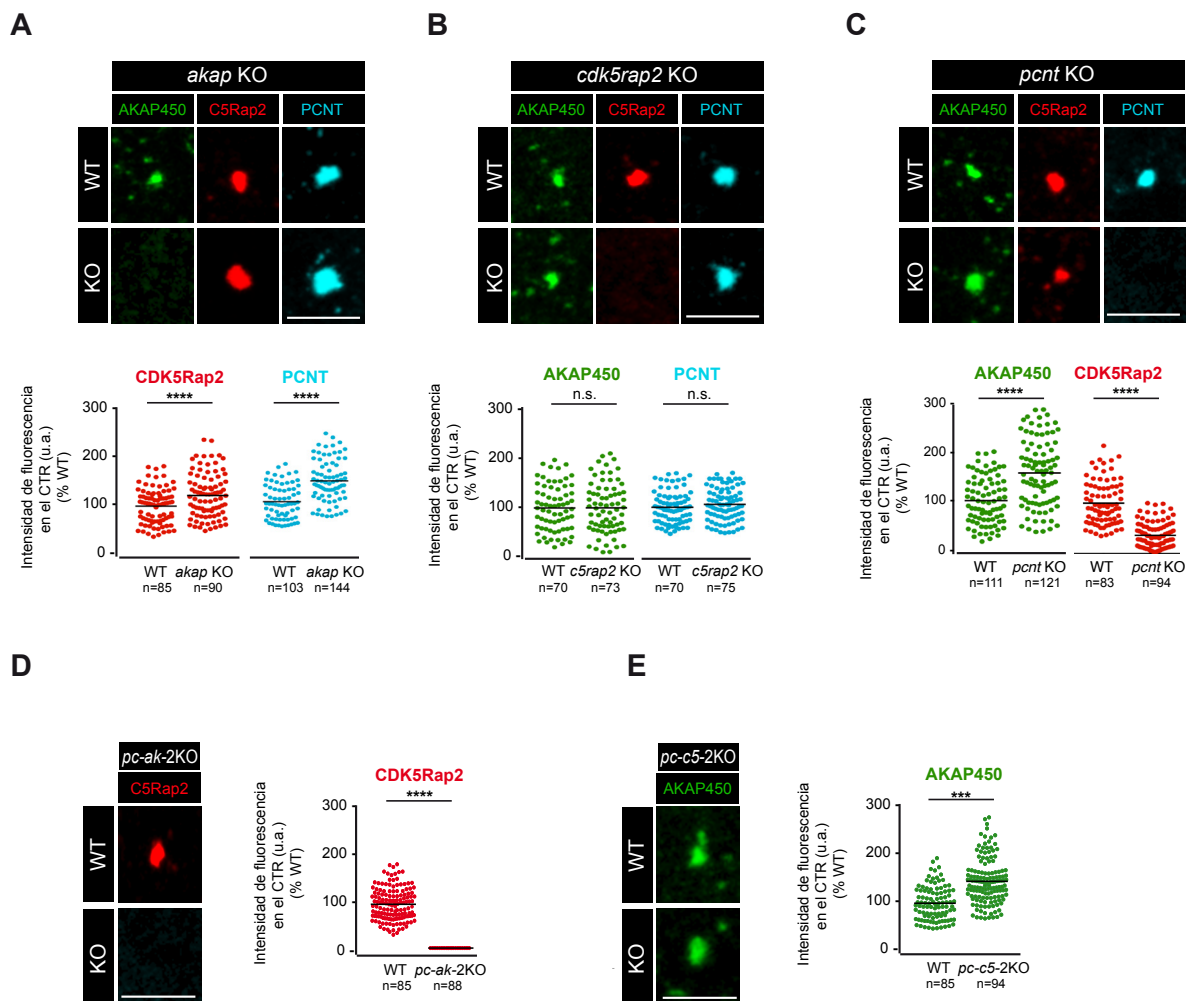 A
akap KO
AKAP450 C5Rap2 PCNT
WT
KO
Intensidad de fluorescencia
en el CTR (u.a.)
(% WT)
CDK5Rap2 PCNT
**** ****
300
200
100
0
WT akap KO WT akap KO
n=85 n=90 n=103 n=144
B
cdk5rap2 KO
AKAP450 C5Rap2 PCNT
WT
KO
Intensidad de fluorescencia
en el CTR (u.a.)
(% WT)
AKAP450 PCNT
n.s. n.s.
300
200
100
0
WT c5rap2 KO WT c5rap2 KO
n=70 n=73 n=70 n=75
C
pcnt KO
AKAP450 C5Rap2 PCNT
WT
KO
Intensidad de fluorescencia
en el CTR (u.a.)
(% WT)
AKAP450 CDK5Rap2
**** ****
300
200
100
0
WT pcnt KO WT pcnt KO
n=111 n=121 n=83 n=94
D
pc-ak-2KO
C5Rap2
WT
KO
Intensidad de fluorescencia
en el CTR (u.a.)
(% WT)
CDK5Rap2
****
300
200
100
0
WT pc-ak-2KO
n=85 n=88
E
pc-c5-2KO
AKAP450
WT
KO
Intensidad de fluorescencia
en el CTR (u.a.)
(% WT)
AKAP450
***
300
200
100
0
WT pc-c5-2KO
n=85 n=94